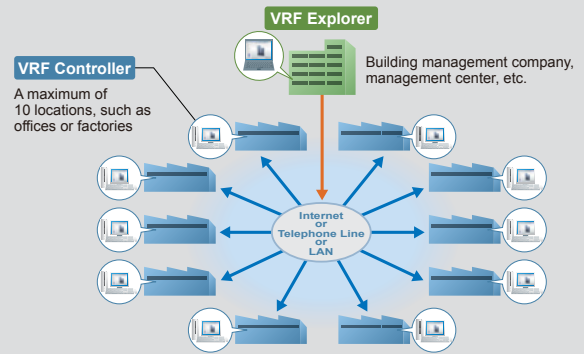 VRF Explorer
Building management company,
management center, etc.
VRF Controller
A maximum of
10 locations, such as
offices or factories
Internet
or
Telephone Line
or
LAN